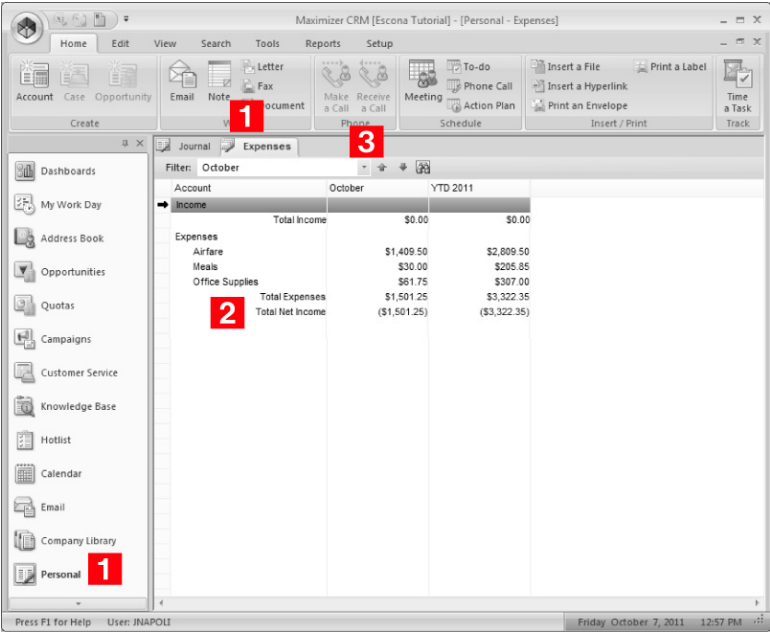 Maximizer CRM [Escona Tutorial] - [Personal - Expenses]
Home Edit View Search Tools Reports Setup
Account Case Opportunity
Create
Email Note
Letter
Fax
1
Make a Call
Receive a Call
Phone
3
Meeting
To-do
Phone Call
Action Plan
Schedule
Insert a File
Insert a Hyperlink
Print an Envelope
Print a Label
Insert / Print
Time a Task
Track
Dashboards
My Work Day
Address Book
Opportunities
Quotas
Campaigns
Customer Service
Knowledge Base
Hotlist
Calendar
Email
Company Library
Personal
1
Journal Expenses
Filter: October
Account October YTD 2011
Income
Total Income $0.00 $0.00
Expenses
Airfare $1,409.50 $2,809.50
Meals $30.00 $205.85
Office Supplies $61.75 $307.00
Total Expenses $1,501.25 $3,322.35
2
Total Net Income ($1,501.25) ($3,322.35)
Press F1 for Help User: JNAPOLI
Friday October 7, 2011 12:57 PM